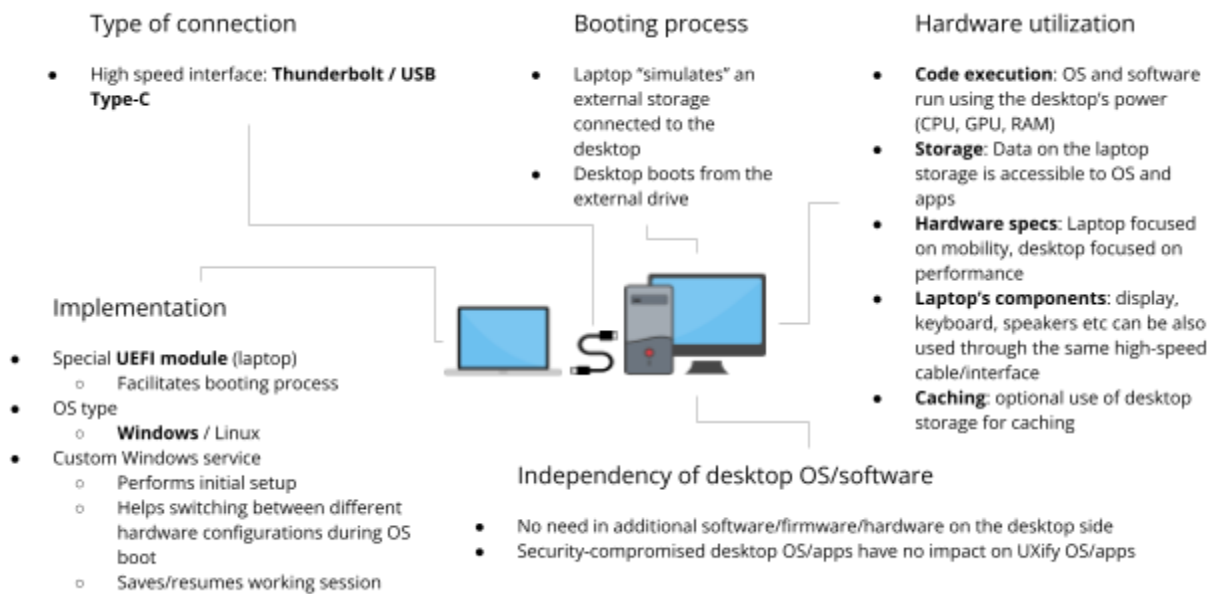 Type of connection
● High speed interface: Thunderbolt / USB
Type-C
Booting process
● Laptop “simulates” an
external storage
connected to the
desktop
● Desktop boots from the
external drive
Hardware utilization
● Code execution: OS and software
run using the desktop's power
(CPU, GPU, RAM)
● Storage: Data on the laptop
storage is accessible to OS and
apps
● Hardware specs: Laptop focused
on mobility, desktop focused on
performance
● Laptop's components: display,
keyboard, speakers etc can be also
used through the same high-speed
cable/interface
● Caching: optional use of desktop
storage for caching
Implementation
● Special UEFI module (laptop)
○ Facilitates booting process
● OS type
○ Windows / Linux
● Custom Windows service
○ Performs initial setup
○ Helps switching between different
hardware configurations during OS
boot
○ Saves/resumes working session
Independency of desktop OS/software
● No need in additional software/firmware/hardware on the desktop side
● Security-compromised desktop OS/apps have no impact on UXify OS/apps